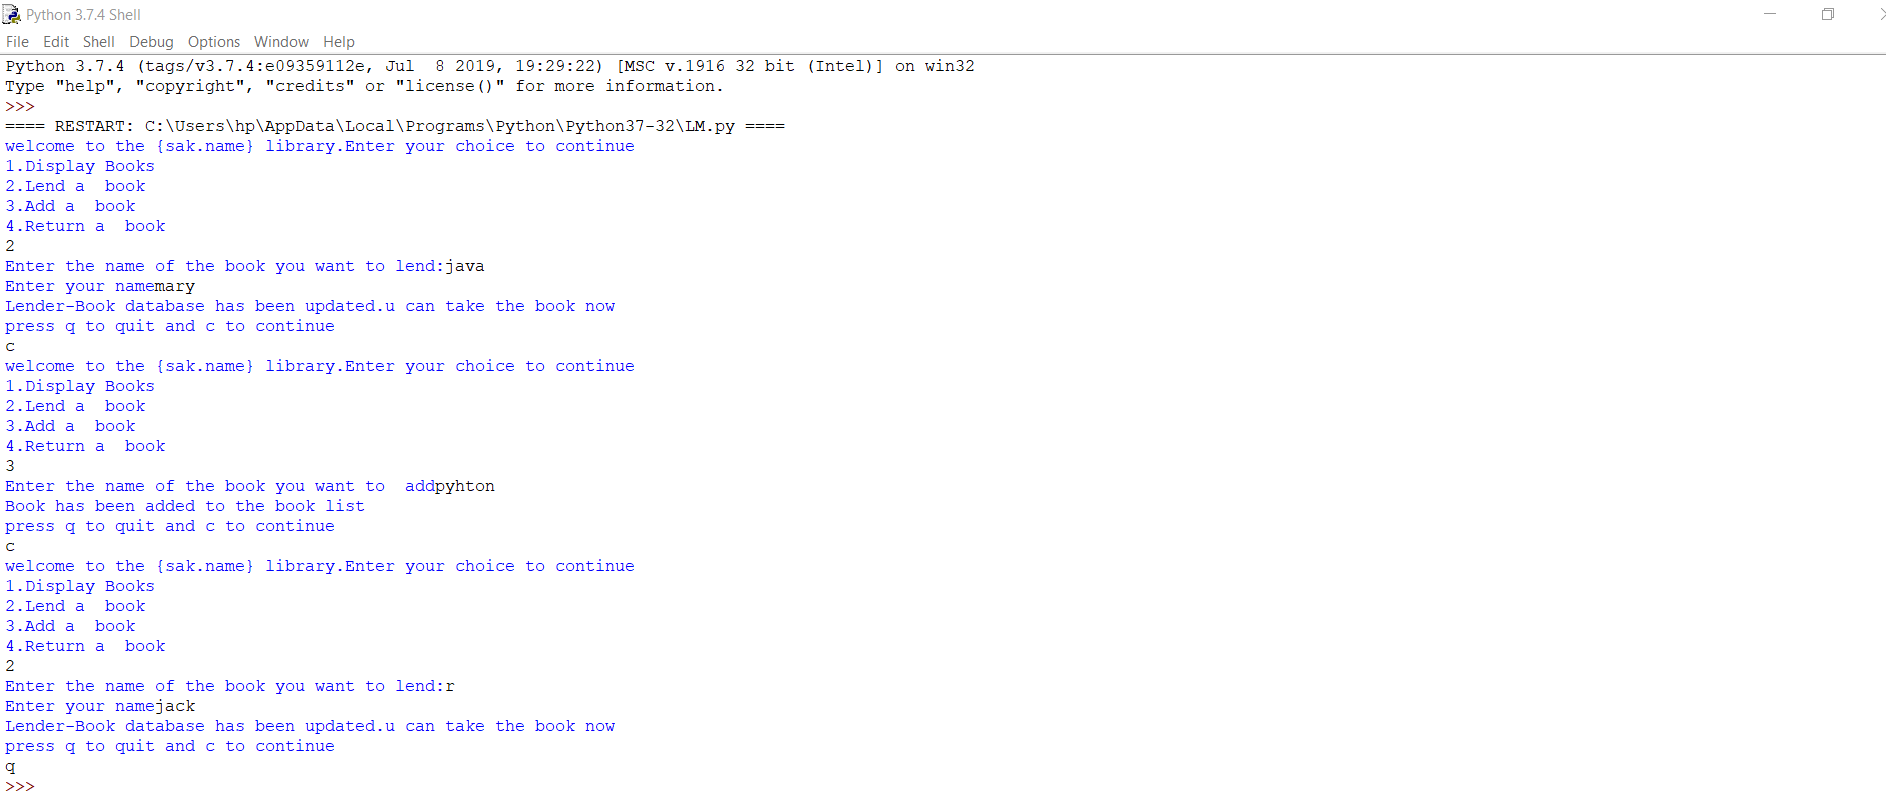 Python 3.7.4 Shell
File Edit Shell Debug Options Window Help
Python 3.7.4 (tags/v3.7.4:e09359112e, Jul  8 2019, 19:29:22) [MSC v.1916 32 bit (Intel)] on win32
Type "help", "copyright", "credits" or "license()" for more information.
>>>
==== RESTART: C:\Users\hp\AppData\Local\Programs\Python\Python37-32\LM.py ====
welcome to the {sak.name} library.Enter your choice to continue
1.Display Books
2.Lend a  book
3.Add a  book
4.Return a  book
2
Enter the name of the book you want to lend:java
Enter your namemary
Lender-Book database has been updated.u can take the book now
press q to quit and c to continue
c
welcome to the {sak.name} library.Enter your choice to continue
1.Display Books
2.Lend a  book
3.Add a  book
4.Return a  book
3
Enter the name of the book you want to  addpyhton
Book has been added to the book list
press q to quit and c to continue
c
welcome to the {sak.name} library.Enter your choice to continue
1.Display Books
2.Lend a  book
3.Add a  book
4.Return a  book
2
Enter the name of the book you want to lend:r
Enter your namejack
Lender-Book database has been updated.u can take the book now
press q to quit and c to continue
q
>>>